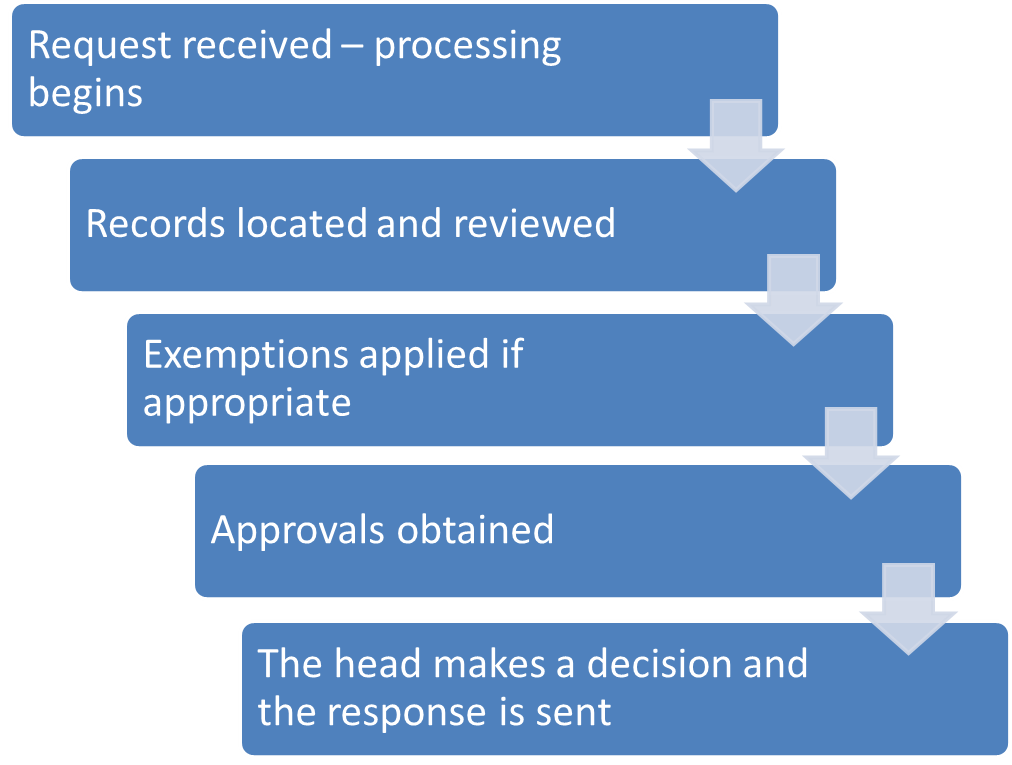 Request received – processing
begins
Records located and reviewed
Exemptions applied if
appropriate
Approvals obtained
The head makes a decision and
the response is sent